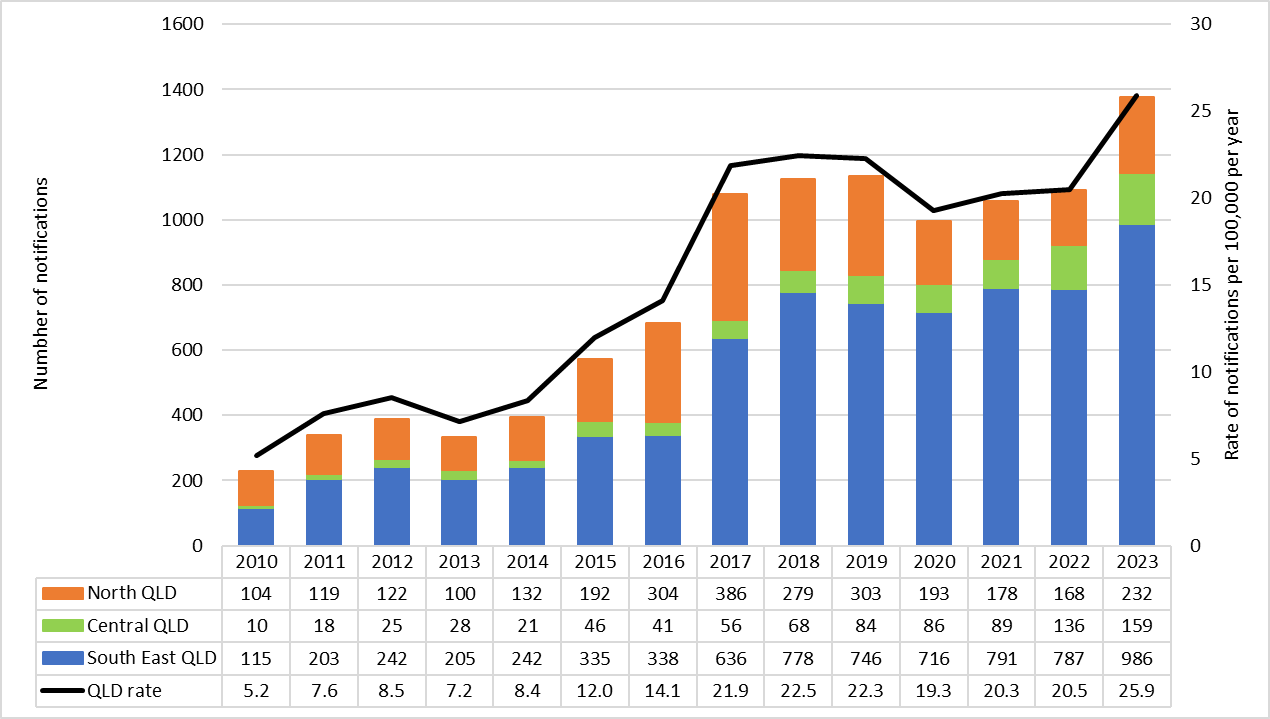 1600
1400
1200
1000
800
600
400
200
0
Numbher of notifications
30
25
20
15
10
5
0
Rate of notifications per 100,000 per year
2010 2011 2012 2013 2014 2015 2016 2017 2018 2019 2020 2021 2022 2023
North QLD 104 119 122 100 132 192 304 386 279 303 193 178 168 232
Central QLD 10 18 25 28 21 46 41 56 68 84 86 89 136 159
South East QLD 115 203 242 205 242 335 338 636 778 746 716 791 787 986
QLD rate 5.2 7.6 8.5 7.2 8.4 12.0 14.1 21.9 22.5 22.3 19.3 20.3 20.5 25.9